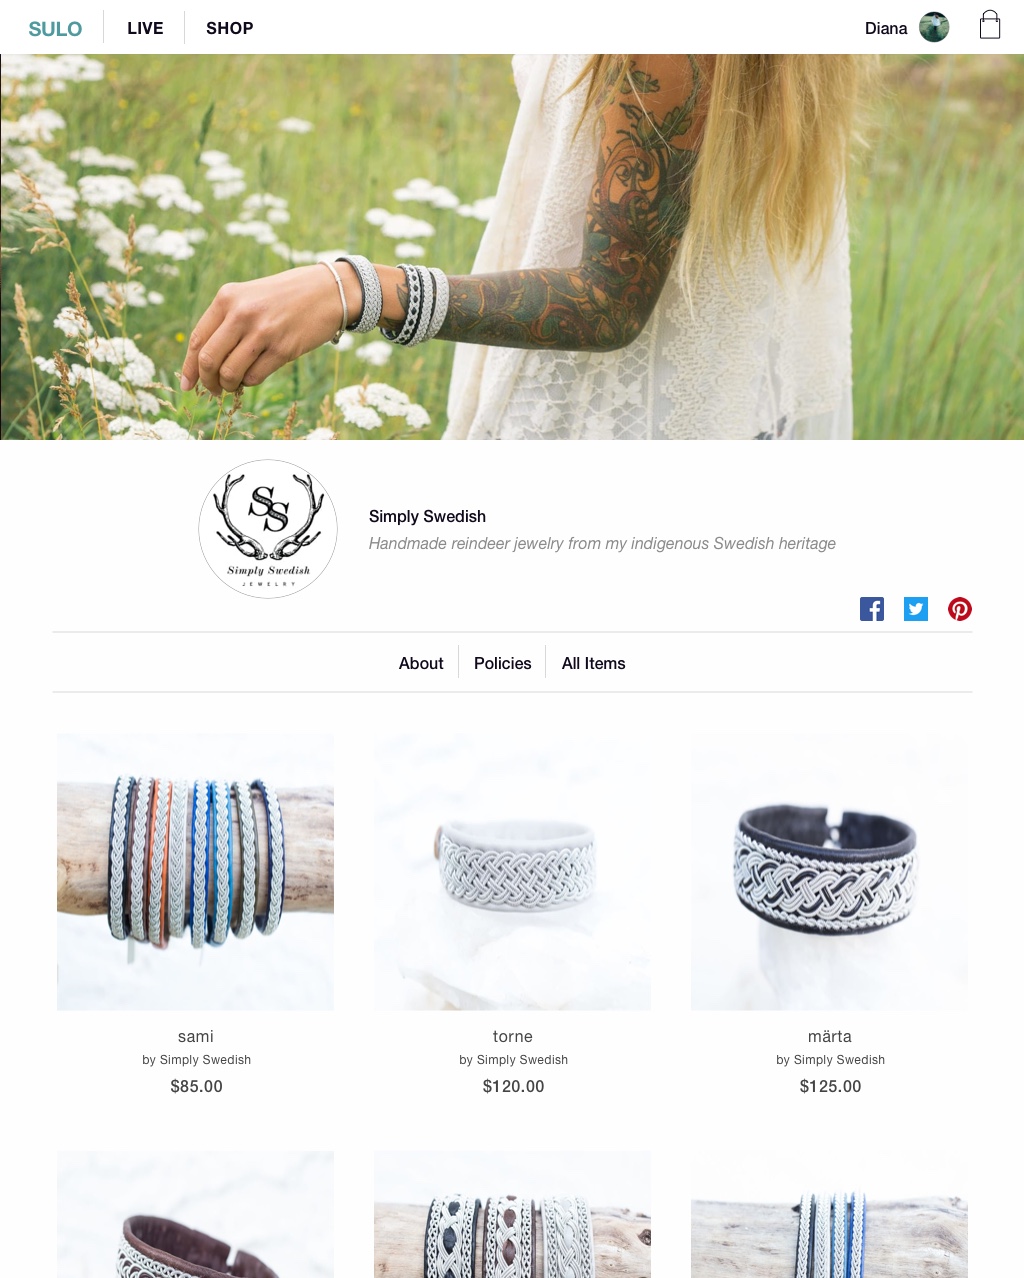 SULO LIVE SHOP Diana
SS
Simply Swedish
JEWELRY
Simply Swedish
Handmade reindeer jewelry from my indigenous Swedish heritage
About Policies All Items
sami torne märta
by Simply Swedish by Simply Swedish by Simply Swedish
$85.00 $120.00 $125.00